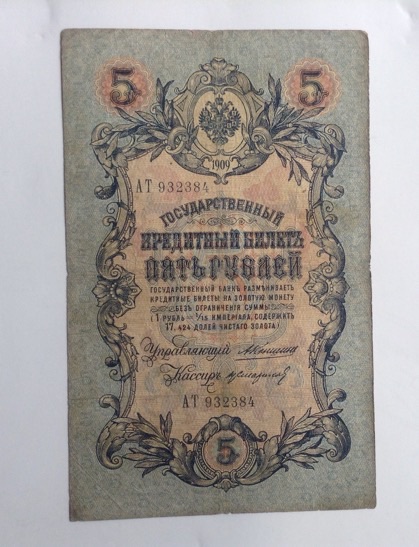 5 5
1909
АТ 932384
ГОСУДАРСТВЕННЫЙ
КРЕДИТНЫЙ БИЛЕТЪ
ПЯТЬ РУБЛЕЙ
ГОСУДАРСТВЕННЫЙ БАНКЪ РАЗМѢНИВАЕТЪ
КРЕДИТНЫЕ БИЛЕТЫ НА ЗОЛОТУЮ МОНЕТУ
БЕЗЪ ОГРАНИЧЕНІЯ СУММЫ
(1 РУБЛЬ = 1/15 ИМПЕРІАЛА, СОДЕРЖИТЪ
17,424 ДОЛЕЙ ЧИСТАГО ЗОЛОТА)
Управляющій
Кассиръ
АТ 932384
5